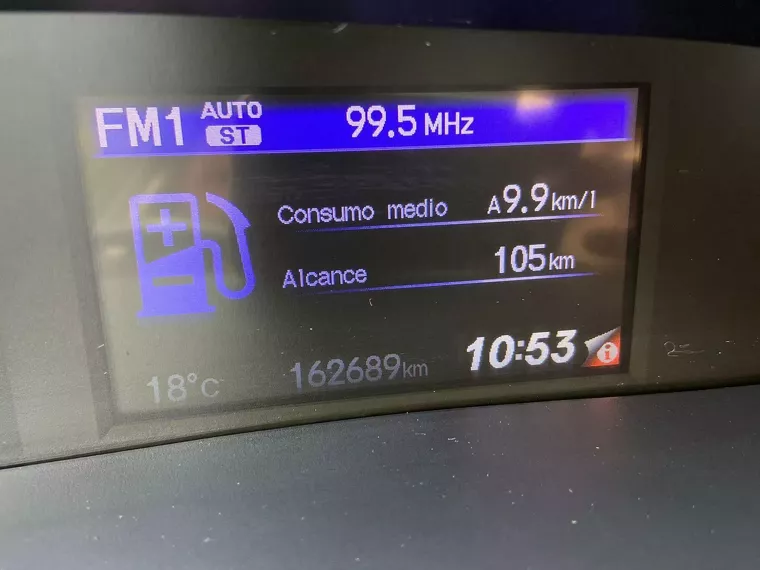 FM1 AUTO ST 99.5 MHz
Consumo medio A9.9 km/l
Alcance 105 km
18°C 162689 km 10:53 i